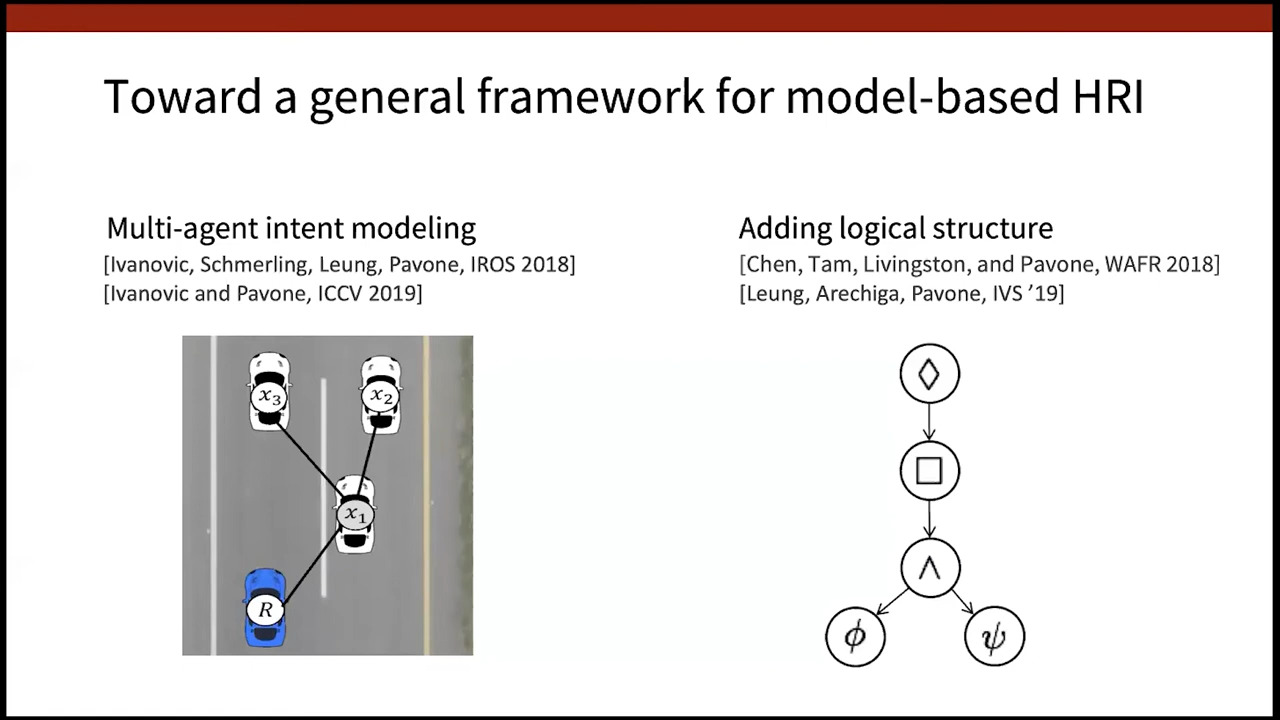 Toward a general framework for model-based HRI
Multi-agent intent modeling
[Ivanovic, Schmerling, Leung, Pavone, IROS 2018]
[Ivanovic and Pavone, ICCV 2019]
x₃
x₂
x₁
R
Adding logical structure
[Chen, Tam, Livingston, and Pavone, WAFR 2018]
[Leung, Arechiga, Pavone, IVS ’19]
◊
□
∧
ϕ
ψ